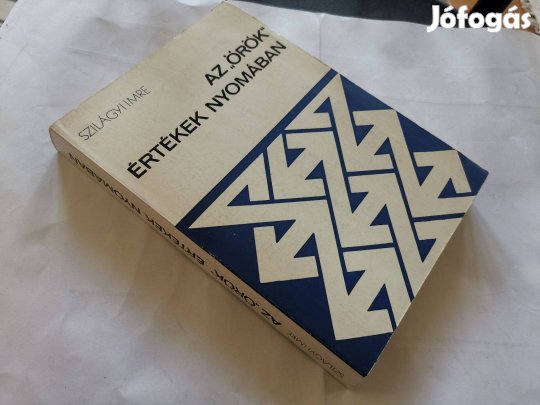 Jófogás
SZILÁGYI IMRE
AZ „ÖRÖK”
ÉRTÉKEK NYOMÁBAN
SZILÁGYI IMRE AZ „ÖRÖK” ÉRTÉKEK NYOMÁBAN